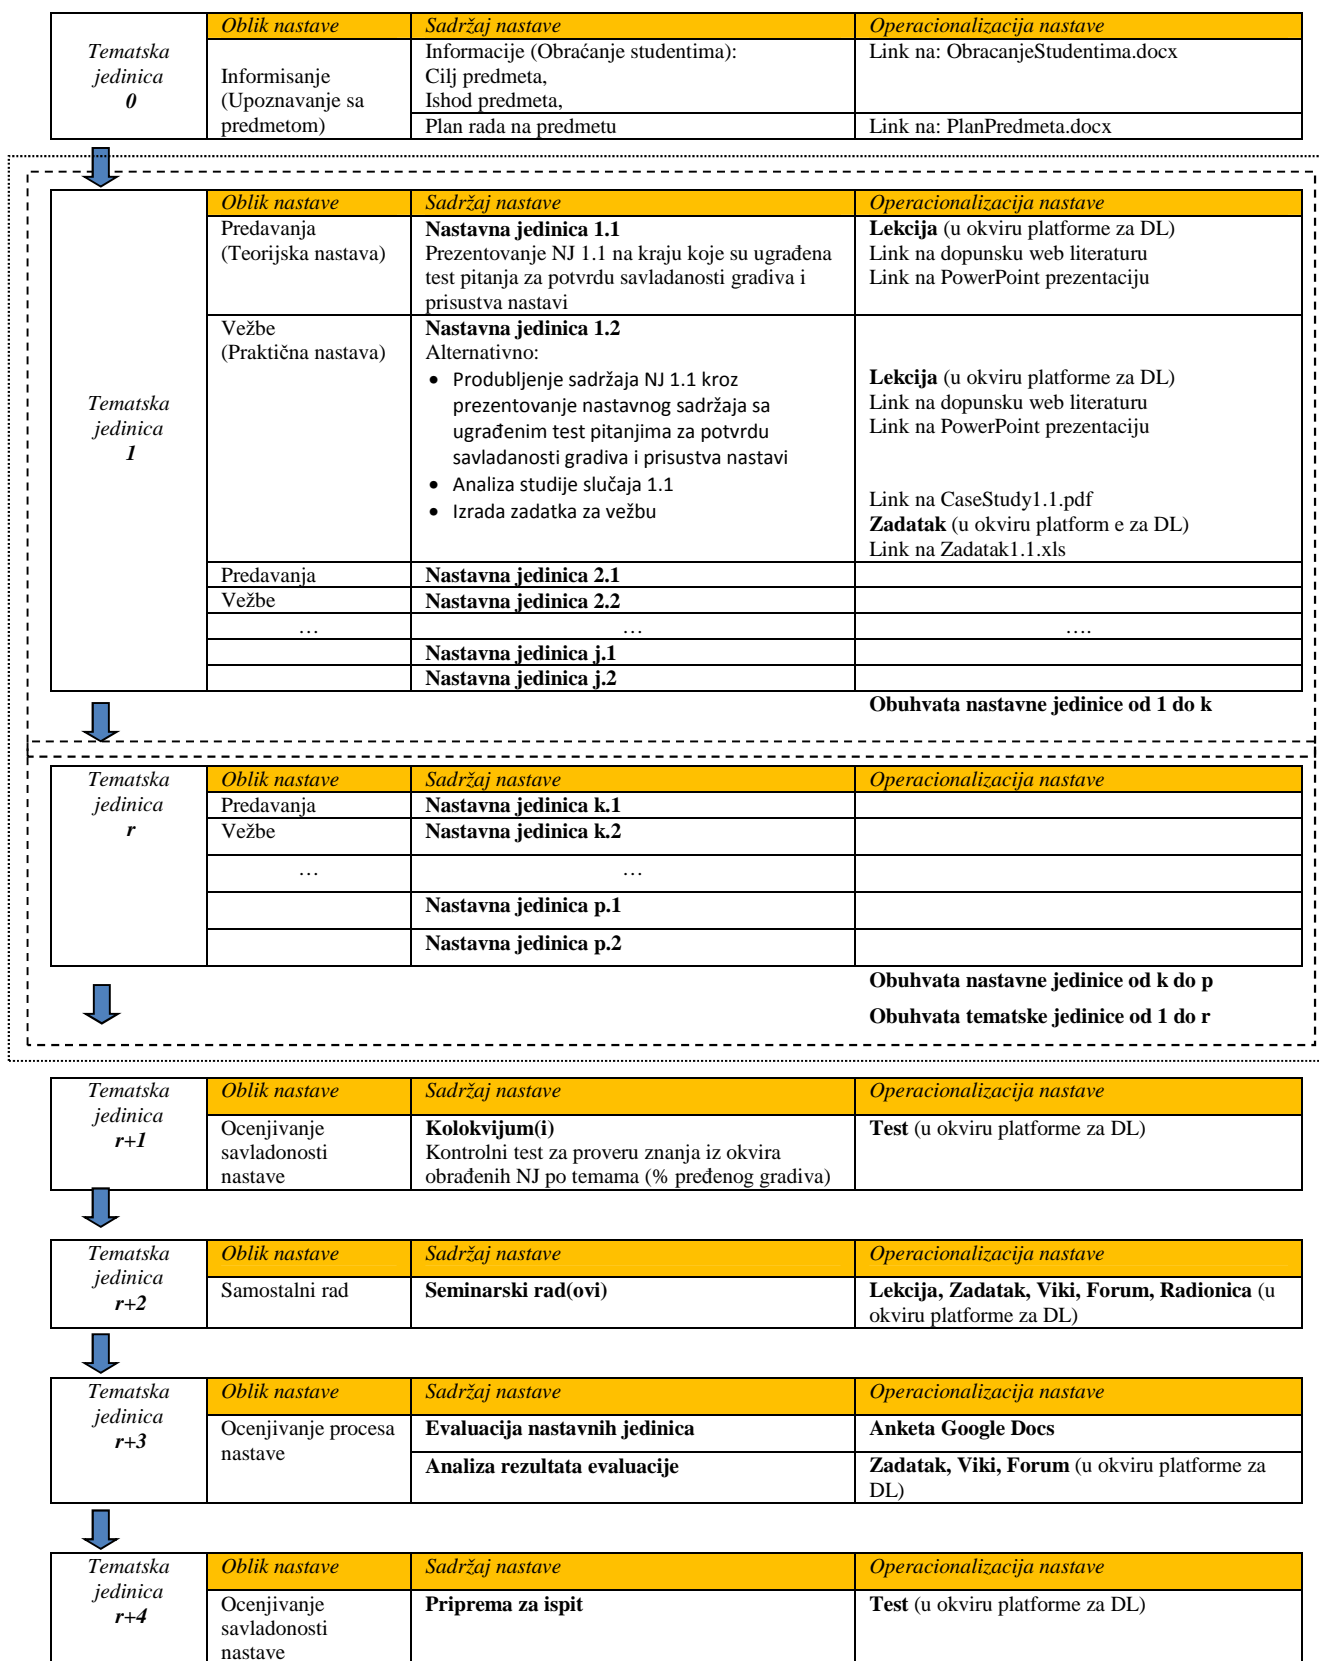 Oblik nastave Sadržaj nastave Operacionalizacija nastave
Tematska
jedinica
0
Informisanje
(Upoznavanje sa
predmetom)
Informacije (Obraćanje studentima):
Cilj predmeta,
Ishod predmeta,
Link na: ObracanjeStudentima.docx
Plan rada na predmetu
Link na: PlanPredmeta.docx
Tematska
jedinica
1
Oblik nastave Sadržaj nastave Operacionalizacija nastave
Predavanja
(Teorijska nastava)
Nastavna jedinica 1.1
Prezentovanje NJ 1.1 na kraju koje su ugrađena
test pitanja za potvrdu savladanosti gradiva i
prisustva nastavi
Lekcija (u okviru platforme za DL)
Link na dopunsku web literaturu
Link na PowerPoint prezentaciju
Vežbe
(Praktična nastava)
Nastavna jedinica 1.2
Alternativno:
• Produbljenje sadržaja NJ 1.1 kroz
prezentovanje nastavnog sadržaja sa
ugrađenim test pitanjima za potvrdu
savladanosti gradiva i prisustva nastavi
• Analiza studije slučaja 1.1
• Izrada zadatka za vežbu
Lekcija (u okviru platforme za DL)
Link na dopunsku web literaturu
Link na PowerPoint prezentaciju
Link na CaseStudy1.1.pdf
Zadatak (u okviru platform e za DL)
Link na Zadatak1.1.xls
Predavanja Nastavna jedinica 2.1
Vežbe Nastavna jedinica 2.2
… … ….
Nastavna jedinica j.1
Nastavna jedinica j.2
Obuhvata nastavne jedinice od 1 do k
Tematska
jedinica
r
Oblik nastave Sadržaj nastave Operacionalizacija nastave
Predavanja Nastavna jedinica k.1
Vežbe Nastavna jedinica k.2
… …
Nastavna jedinica p.1
Nastavna jedinica p.2
Obuhvata nastavne jedinice od k do p
Obuhvata tematske jedinice od 1 do r
Tematska
jedinica
r+1
Oblik nastave Sadržaj nastave Operacionalizacija nastave
Ocenjivanje
savladonosti
nastave
Kolokvijum(i)
Kontrolni test za proveru znanja iz okvira
obrađenih NJ po temama (% pređenog gradiva)
Test (u okviru platforme za DL)
Tematska
jedinica
r+2
Oblik nastave Sadržaj nastave Operacionalizacija nastave
Samostalni rad
Seminarski rad(ovi)
Lekcija, Zadatak, Viki, Forum, Radionica (u
okviru platforme za DL)
Tematska
jedinica
r+3
Oblik nastave Sadržaj nastave Operacionalizacija nastave
Ocenjivanje procesa
nastave
Evaluacija nastavnih jedinica
Anketa Google Docs
Analiza rezultata evaluacije
Zadatak, Viki, Forum (u okviru platforme za
DL)
Tematska
jedinica
r+4
Oblik nastave Sadržaj nastave Operacionalizacija nastave
Ocenjivanje
savladonosti
nastave
Priprema za ispit
Test (u okviru platforme za DL)